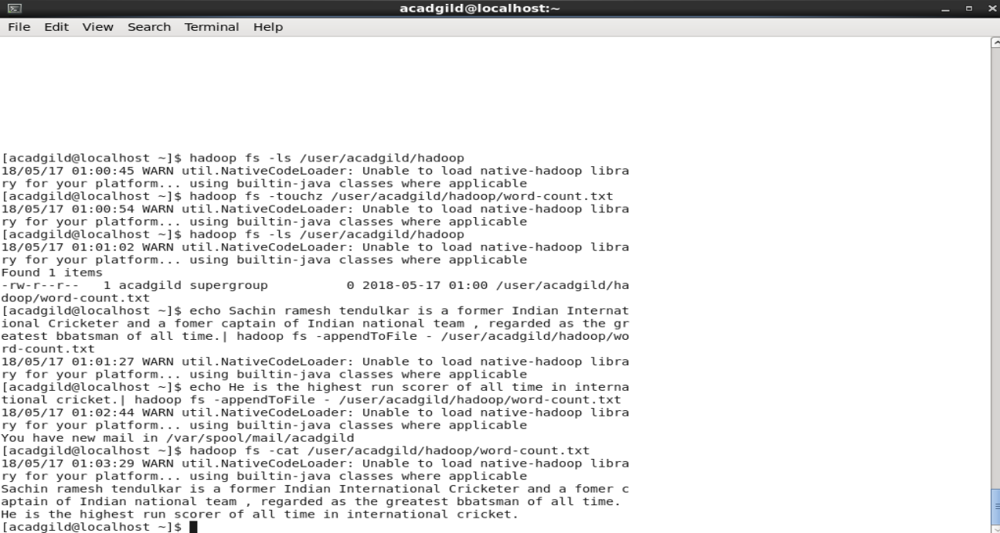 acadgild@localhost:~
File Edit View Search Terminal Help
[acadgild@localhost ~]$ hadoop fs -ls /user/acadgild/hadoop
18/05/17 01:00:45 WARN util.NativeCodeLoader: Unable to load native-hadoop libra
ry for your platform... using builtin-java classes where applicable
[acadgild@localhost ~]$ hadoop fs -touchz /user/acadgild/hadoop/word-count.txt
18/05/17 01:00:54 WARN util.NativeCodeLoader: Unable to load native-hadoop libra
ry for your platform... using builtin-java classes where applicable
[acadgild@localhost ~]$ hadoop fs -ls /user/acadgild/hadoop
18/05/17 01:01:02 WARN util.NativeCodeLoader: Unable to load native-hadoop libra
ry for your platform... using builtin-java classes where applicable
Found 1 items
-rw-r--r--   1 acadgild supergroup          0 2018-05-17 01:00 /user/acadgild/ha
doop/word-count.txt
[acadgild@localhost ~]$ echo Sachin ramesh tendulkar is a former Indian Internat
ional Cricketer and a fomer captain of Indian national team , regarded as the gr
eatest bbatsman of all time.| hadoop fs -appendToFile - /user/acadgild/hadoop/wo
rd-count.txt
18/05/17 01:01:27 WARN util.NativeCodeLoader: Unable to load native-hadoop libra
ry for your platform... using builtin-java classes where applicable
[acadgild@localhost ~]$ echo He is the highest run scorer of all time in interna
tional cricket.| hadoop fs -appendToFile - /user/acadgild/hadoop/word-count.txt
18/05/17 01:02:44 WARN util.NativeCodeLoader: Unable to load native-hadoop libra
ry for your platform... using builtin-java classes where applicable
You have new mail in /var/spool/mail/acadgild
[acadgild@localhost ~]$ hadoop fs -cat /user/acadgild/hadoop/word-count.txt
18/05/17 01:03:29 WARN util.NativeCodeLoader: Unable to load native-hadoop libra
ry for your platform... using builtin-java classes where applicable
Sachin ramesh tendulkar is a former Indian International Cricketer and a fomer c
aptain of Indian national team , regarded as the greatest bbatsman of all time.
He is the highest run scorer of all time in international cricket.
[acadgild@localhost ~]$